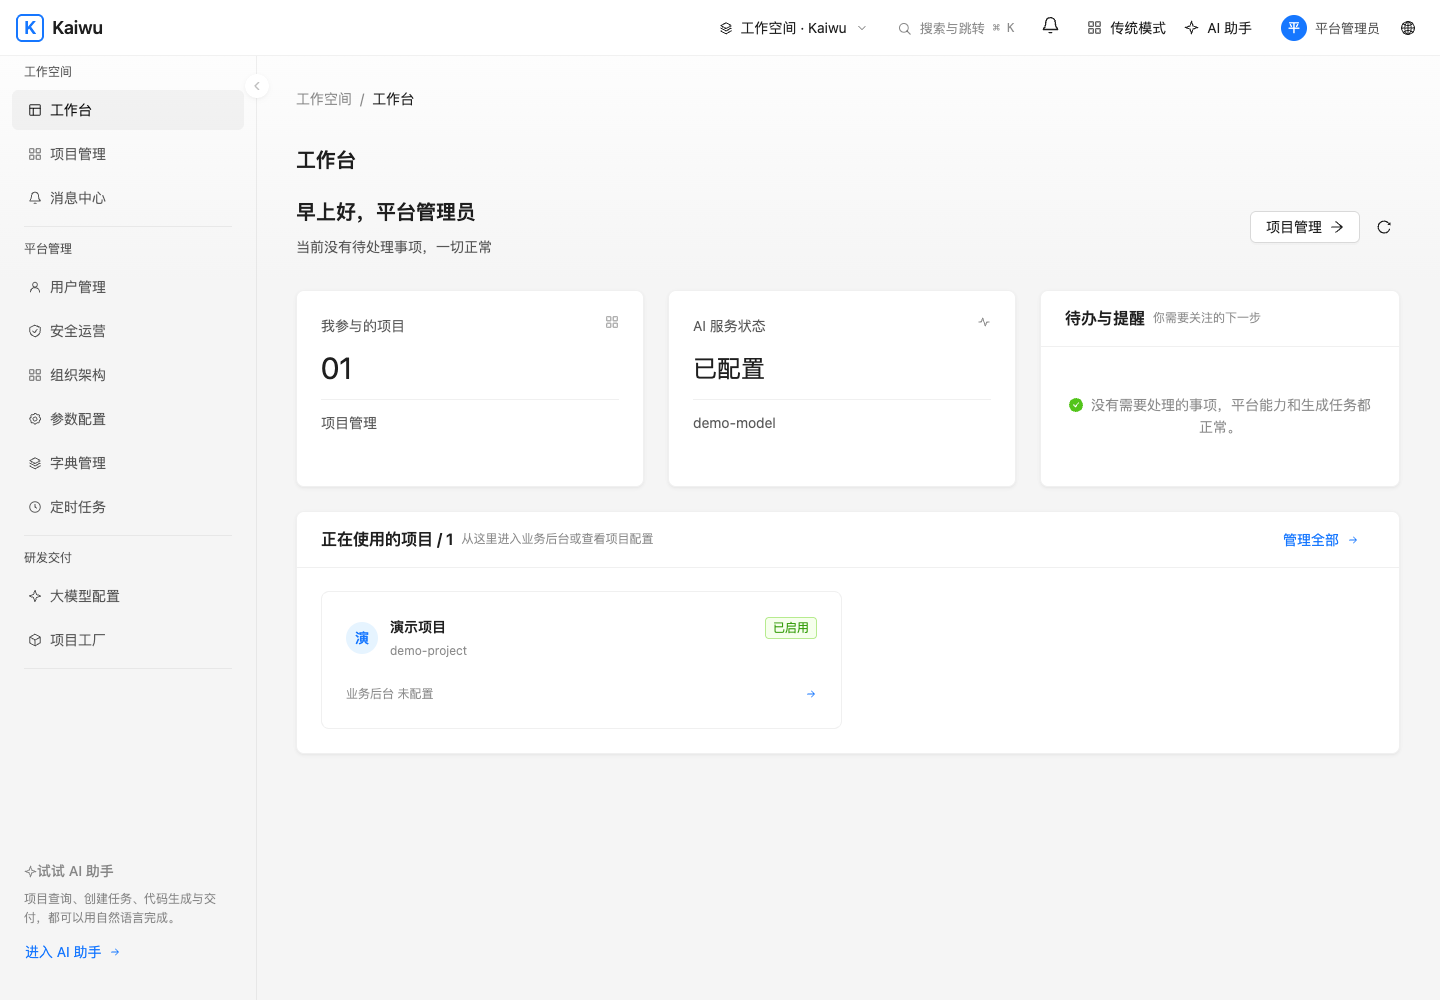 K Kaiwu
工作空间 · Kaiwu
搜索与跳转 ⌘ K
传统模式
AI 助手
平 平台管理员
工作空间
工作台
项目管理
消息中心
平台管理
用户管理
安全运营
组织架构
参数配置
字典管理
定时任务
研发交付
大模型配置
项目工厂
试试 AI 助手
项目查询、创建任务、代码生成与交
付，都可以用自然语言完成。
进入 AI 助手
工作空间 / 工作台
工作台
早上好，平台管理员
当前没有待处理事项，一切正常
项目管理
我参与的项目
01
项目管理
AI 服务状态
已配置
demo-model
待办与提醒 你需要关注的下一步
没有需要处理的事项，平台能力和生成任务都
正常。
正在使用的项目 / 1 从这里进入业务后台或查看项目配置
管理全部
演 演示项目
demo-project
已启用
业务后台 未配置